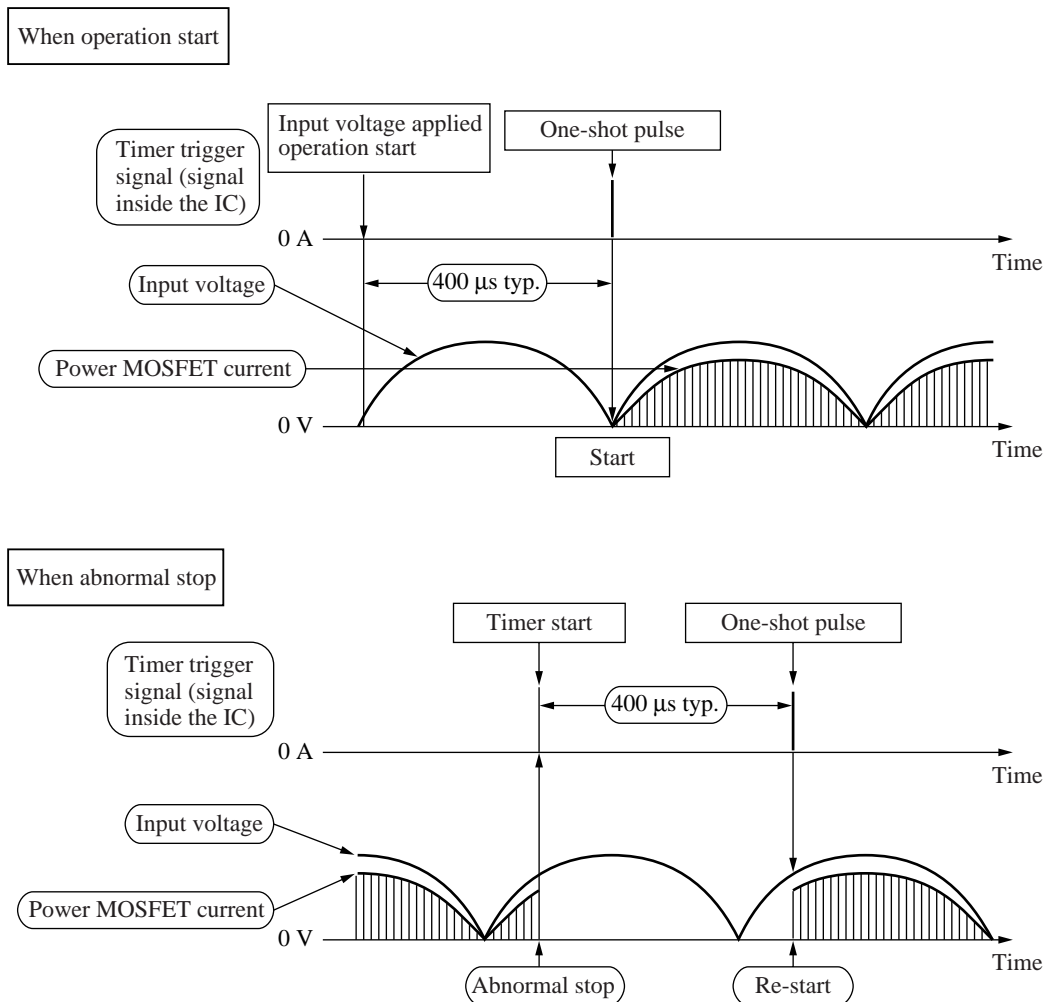 When operation start
Input voltage applied
operation start
One-shot pulse
Timer trigger
signal (signal
inside the IC)
0 A
Time
Input voltage
400 μs typ.
Power MOSFET current
0 V
Time
Start
When abnormal stop
Timer start
One-shot pulse
Timer trigger
signal (signal
inside the IC)
400 μs typ.
0 A
Time
Input voltage
Power MOSFET current
0 V
Time
Abnormal stop
Re-start